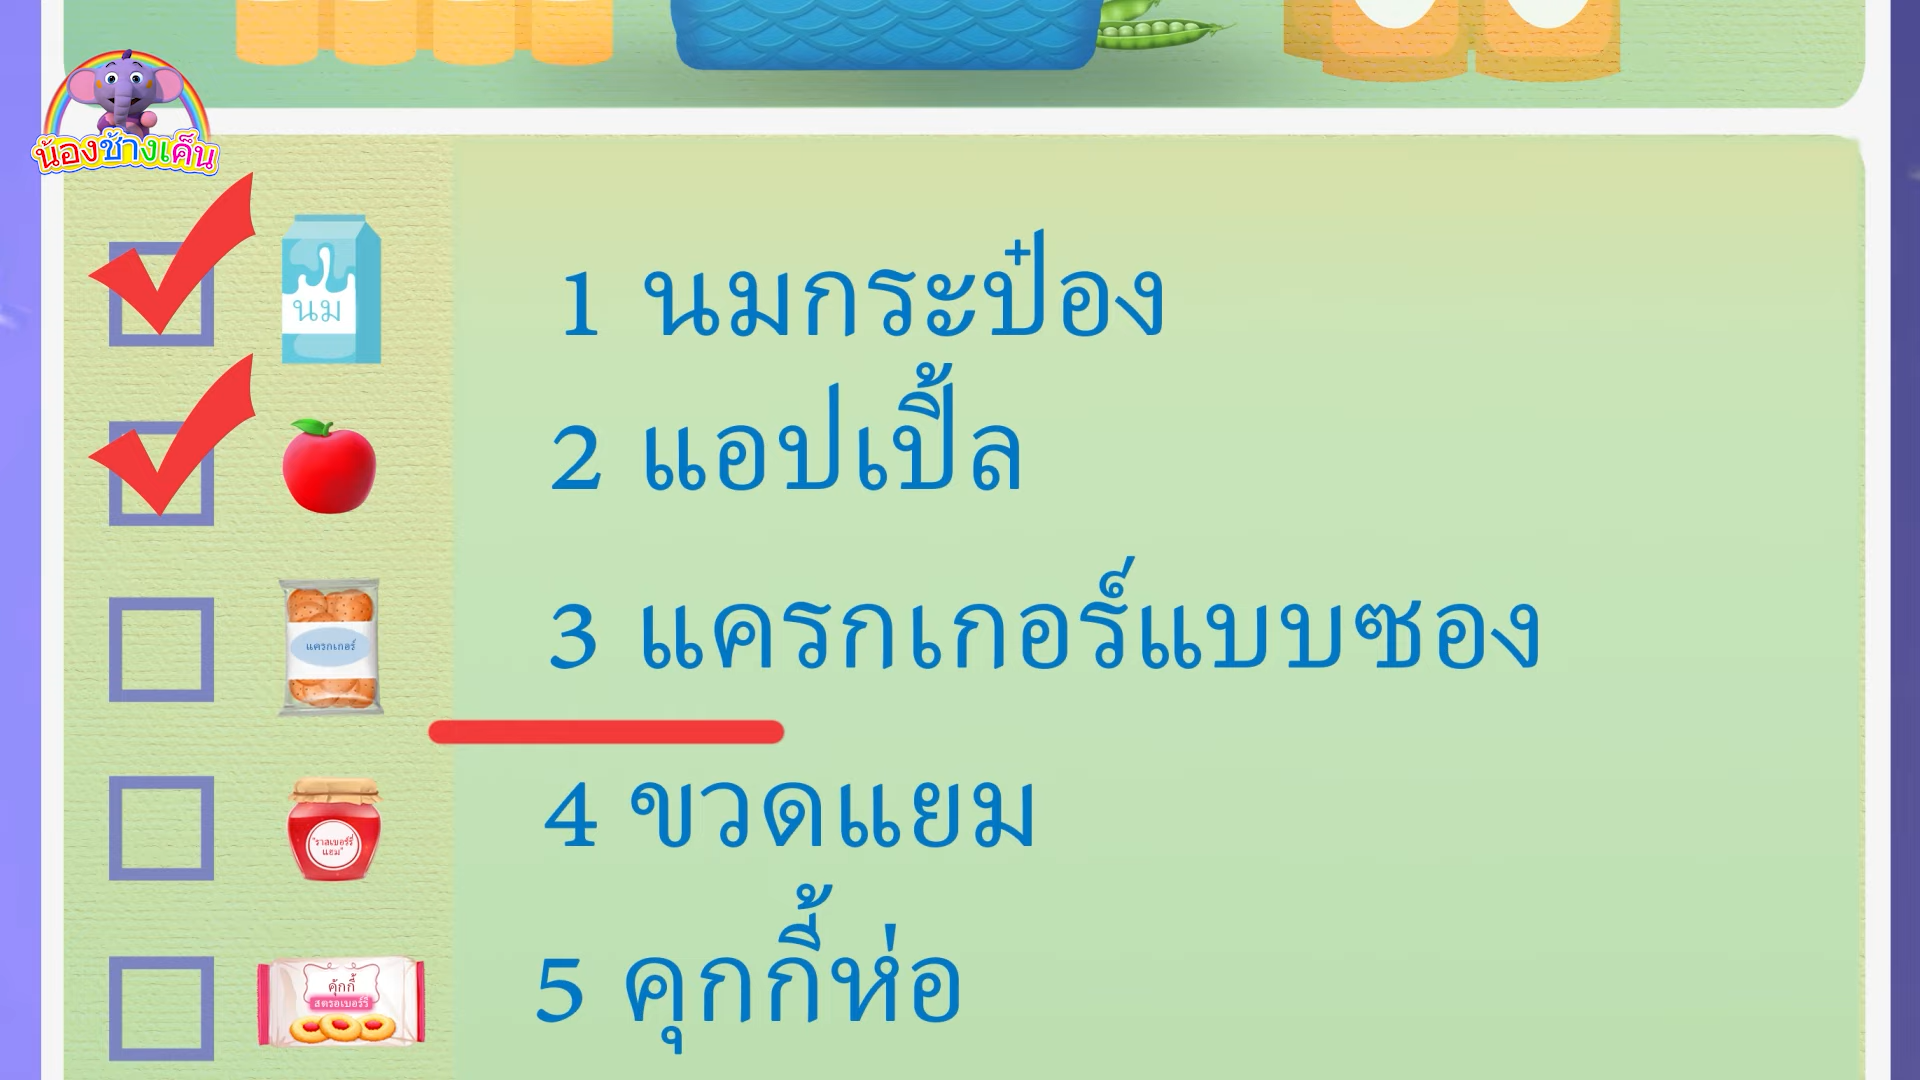 น้องช้างเค็น
นม
1 นมกระป๋อง
2 แอปเปิ้ล
แครกเกอร์
3 แครกเกอร์แบบซอง
"ราสเบอร์รี่
แยม"
4 ขวดแยม
คุ้กกี้
สตรอเบอร์รี่
5 คุกกี้ห่อ